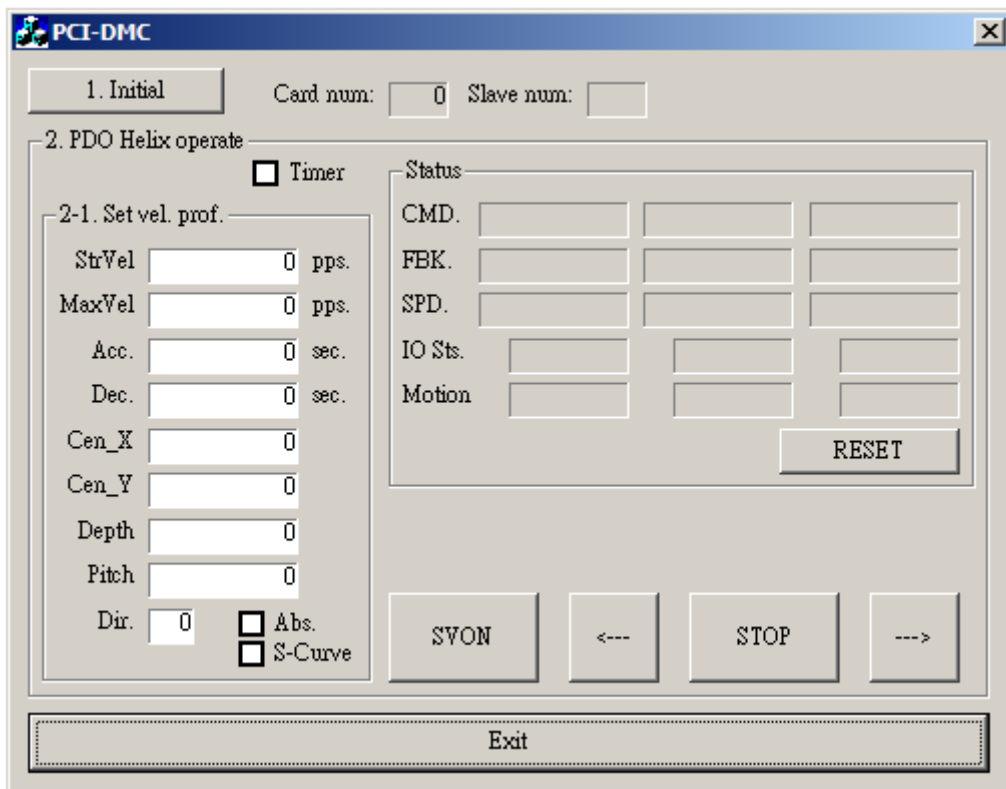 PCI-DMC
1. Initial Card num: 0 Slave num:
2. PDO Helix operate
Timer
2-1. Set vel. prof.
StrVel 0 pps.
MaxVel 0 pps.
Acc. 0 sec.
Dec. 0 sec.
Cen_X 0
Cen_Y 0
Depth 0
Pitch 0
Dir. 0 Abs.
S-Curve
Status
CMD.
FBK.
SPD.
IO Sts.
Motion
RESET
SVON <--- STOP --->
Exit